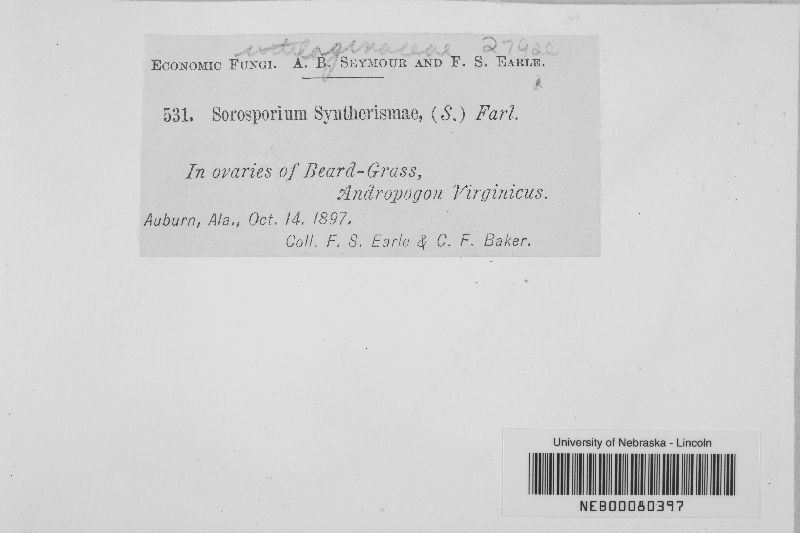 ustilaginaceae 2792c
ECONOMIC FUNGI. A. B. SEYMOUR AND F. S. EARLE.
531. Sorosporium Syntherismae, (S.) Farl.
In ovaries of Beard-Grass,
Andropogon Virginicus.
Auburn, Ala., Oct. 14, 1897.
Coll. F. S. Earle & C. F. Baker.
University of Nebraska - Lincoln
NEB00080397